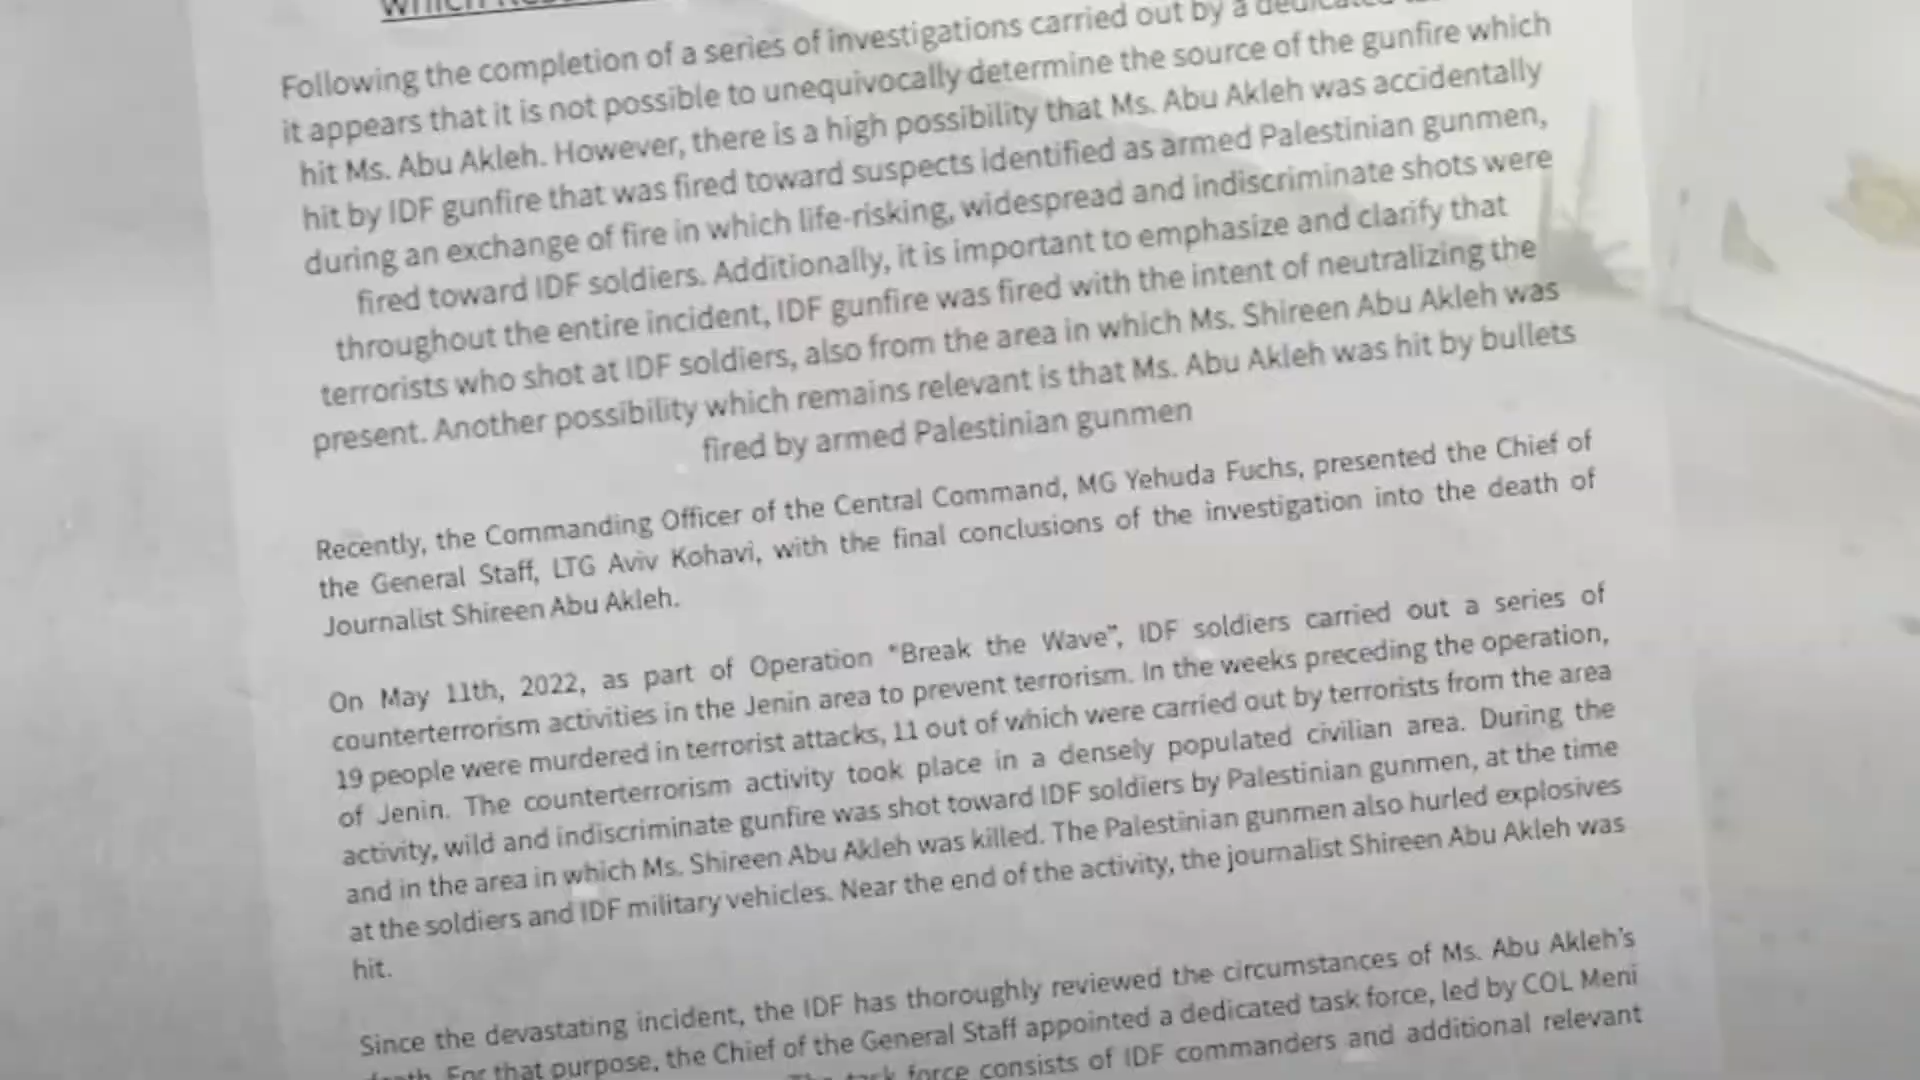 Following the completion of a series of investigations carried out by a dedicated
it appears that it is not possible to unequivocally determine the source of the gunfire which
hit Ms. Abu Akleh. However, there is a high possibility that Ms. Abu Akleh was accidentally
hit by IDF gunfire that was fired toward suspects identified as armed Palestinian gunmen,
during an exchange of fire in which life-risking, widespread and indiscriminate shots were
fired toward IDF soldiers. Additionally, it is important to emphasize and clarify that
throughout the entire incident, IDF gunfire was fired with the intent of neutralizing the
terrorists who shot at IDF soldiers, also from the area in which Ms. Shireen Abu Akleh was
present. Another possibility which remains relevant is that Ms. Abu Akleh was hit by bullets
fired by armed Palestinian gunmen
Recently, the Commanding Officer of the Central Command, MG Yehuda Fuchs, presented the Chief of
the General Staff, LTG Aviv Kohavi, with the final conclusions of the investigation into the death of
Journalist Shireen Abu Akleh.
On May 11th, 2022, as part of Operation “Break the Wave”, IDF soldiers carried out a series of
counterterrorism activities in the Jenin area to prevent terrorism. In the weeks preceding the operation,
19 people were murdered in terrorist attacks, 11 out of which were carried out by terrorists from the area
of Jenin. The counterterrorism activity took place in a densely populated civilian area. During the
activity, wild and indiscriminate gunfire was shot toward IDF soldiers by Palestinian gunmen, at the time
and in the area in which Ms. Shireen Abu Akleh was killed. The Palestinian gunmen also hurled explosives
at the soldiers and IDF military vehicles. Near the end of the activity, the journalist Shireen Abu Akleh was
hit.
Since the devastating incident, the IDF has thoroughly reviewed the circumstances of Ms. Abu Akleh’s
death. For that purpose, the Chief of the General Staff appointed a dedicated task force, led by COL Meni
task force consists of IDF commanders and additional relevant